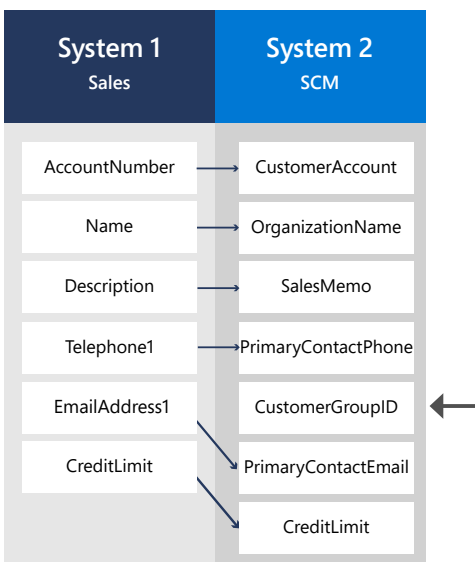 System 1
Sales
System 2
SCM
AccountNumber
CustomerAccount
Name
OrganizationName
Description
SalesMemo
Telephone1
PrimaryContactPhone
EmailAddress1
CustomerGroupID
CreditLimit
PrimaryContactEmail
CreditLimit